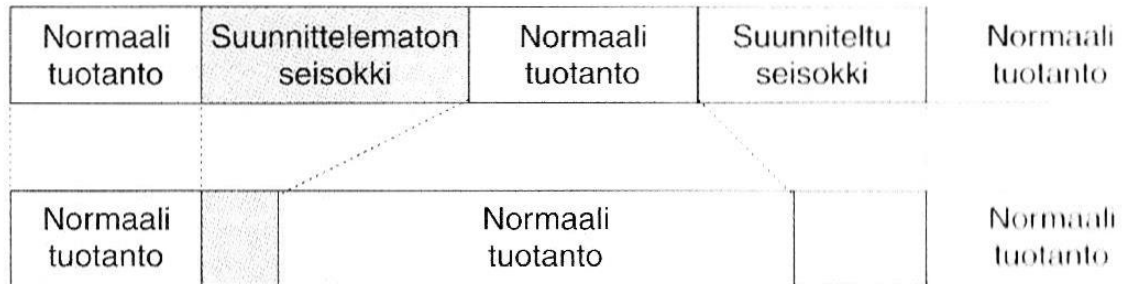 Normaali
tuotanto
Suunnittelematon
seisokki
Normaali
tuotanto
Suunniteltu
seisokki
Normaali
tuotanto
Normaali
tuotanto
Normaali
tuotanto
Normaali
tuotanto